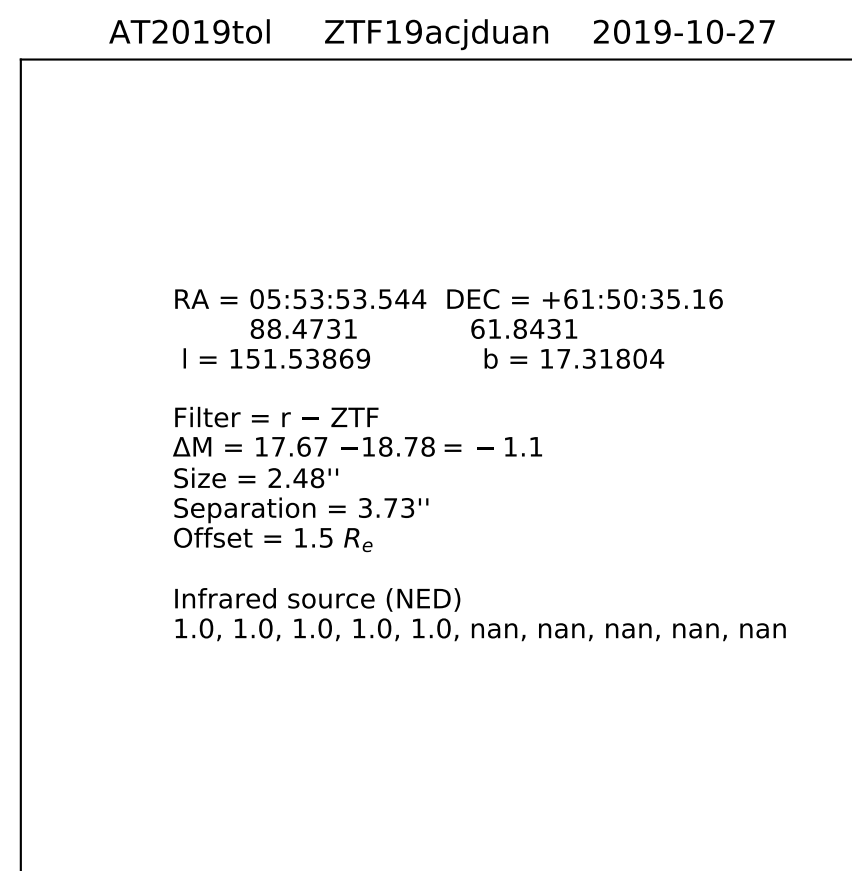 AT2019tol ZTF19acjduan 2019-10-27
RA = 05:53:53.544 DEC = +61:50:35.16
88.4731 61.8431
l = 151.53869 b = 17.31804
Filter = r − ZTF
ΔM = 17.67 −18.78 = − 1.1
Size = 2.48''
Separation = 3.73''
Offset = 1.5 Re
Infrared source (NED)
1.0, 1.0, 1.0, 1.0, 1.0, nan, nan, nan, nan, nan